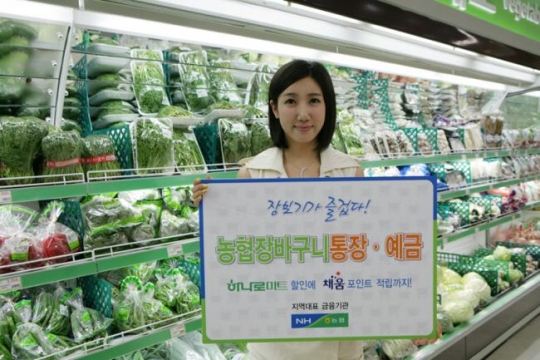 장보기가 즐겁다!
농협장바구니통장·예금
하나로마트 할인에 채움 포인트 적립까지!
지역대표 금융기관
NH 농협